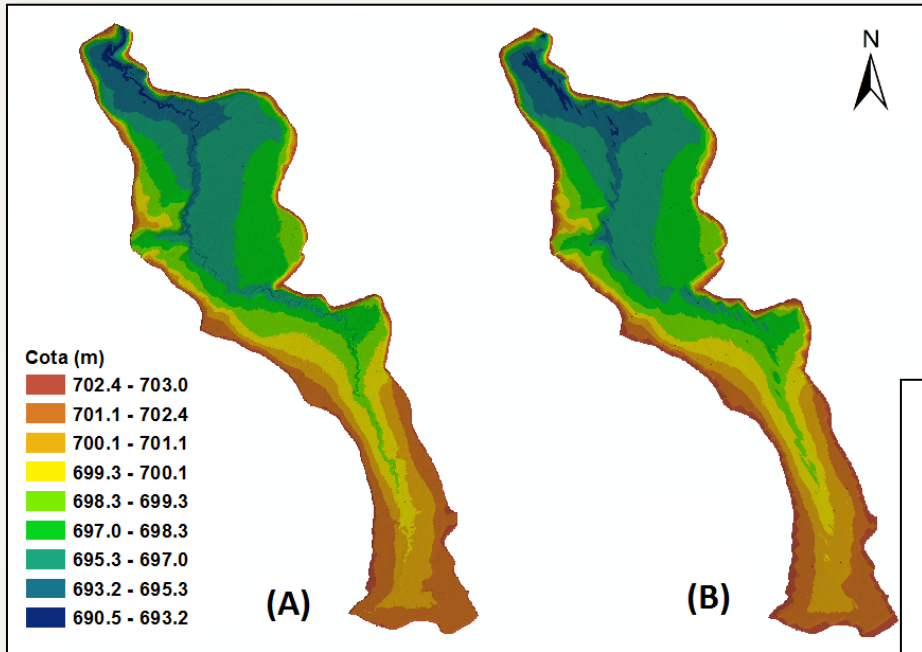 N
Cota (m)
702.4 - 703.0
701.1 - 702.4
700.1 - 701.1
699.3 - 700.1
698.3 - 699.3
697.0 - 698.3
695.3 - 697.0
693.2 - 695.3
690.5 - 693.2
(A)
(B)